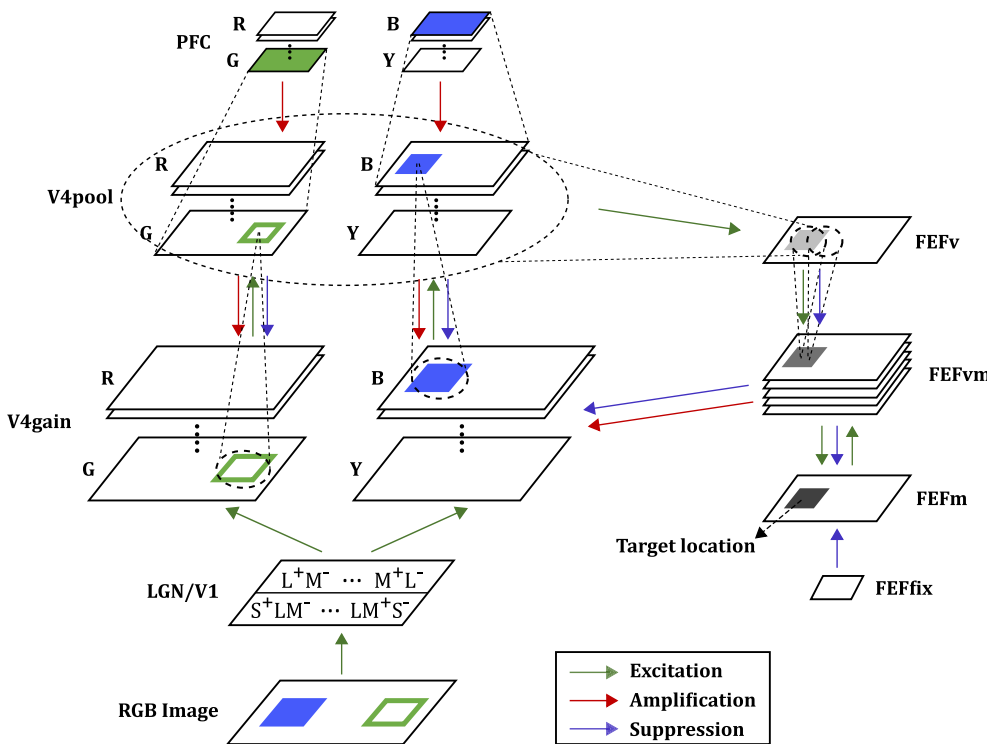 R
B
PFC
G
Y
R
B
V4pool
G
Y
FEFv
R
B
FEFvm
V4gain
G
Y
FEFm
Target location
LGN/V1
L⁺M⁻ ··· M⁺L⁻
S⁺LM⁻ ··· LM⁺S⁻
FEFfix
Excitation
RGB Image
Amplification
Suppression